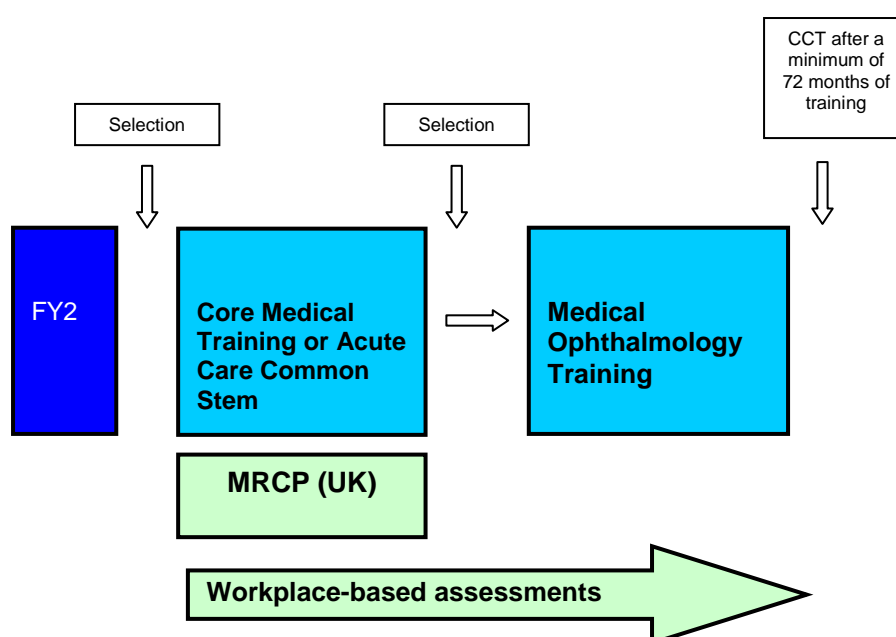 CCT after a
minimum of
72 months of
training
Selection
Selection
FY2
Core Medical
Training or Acute
Care Common
Stem
Medical
Ophthalmology
Training
MRCP (UK)
Workplace-based assessments